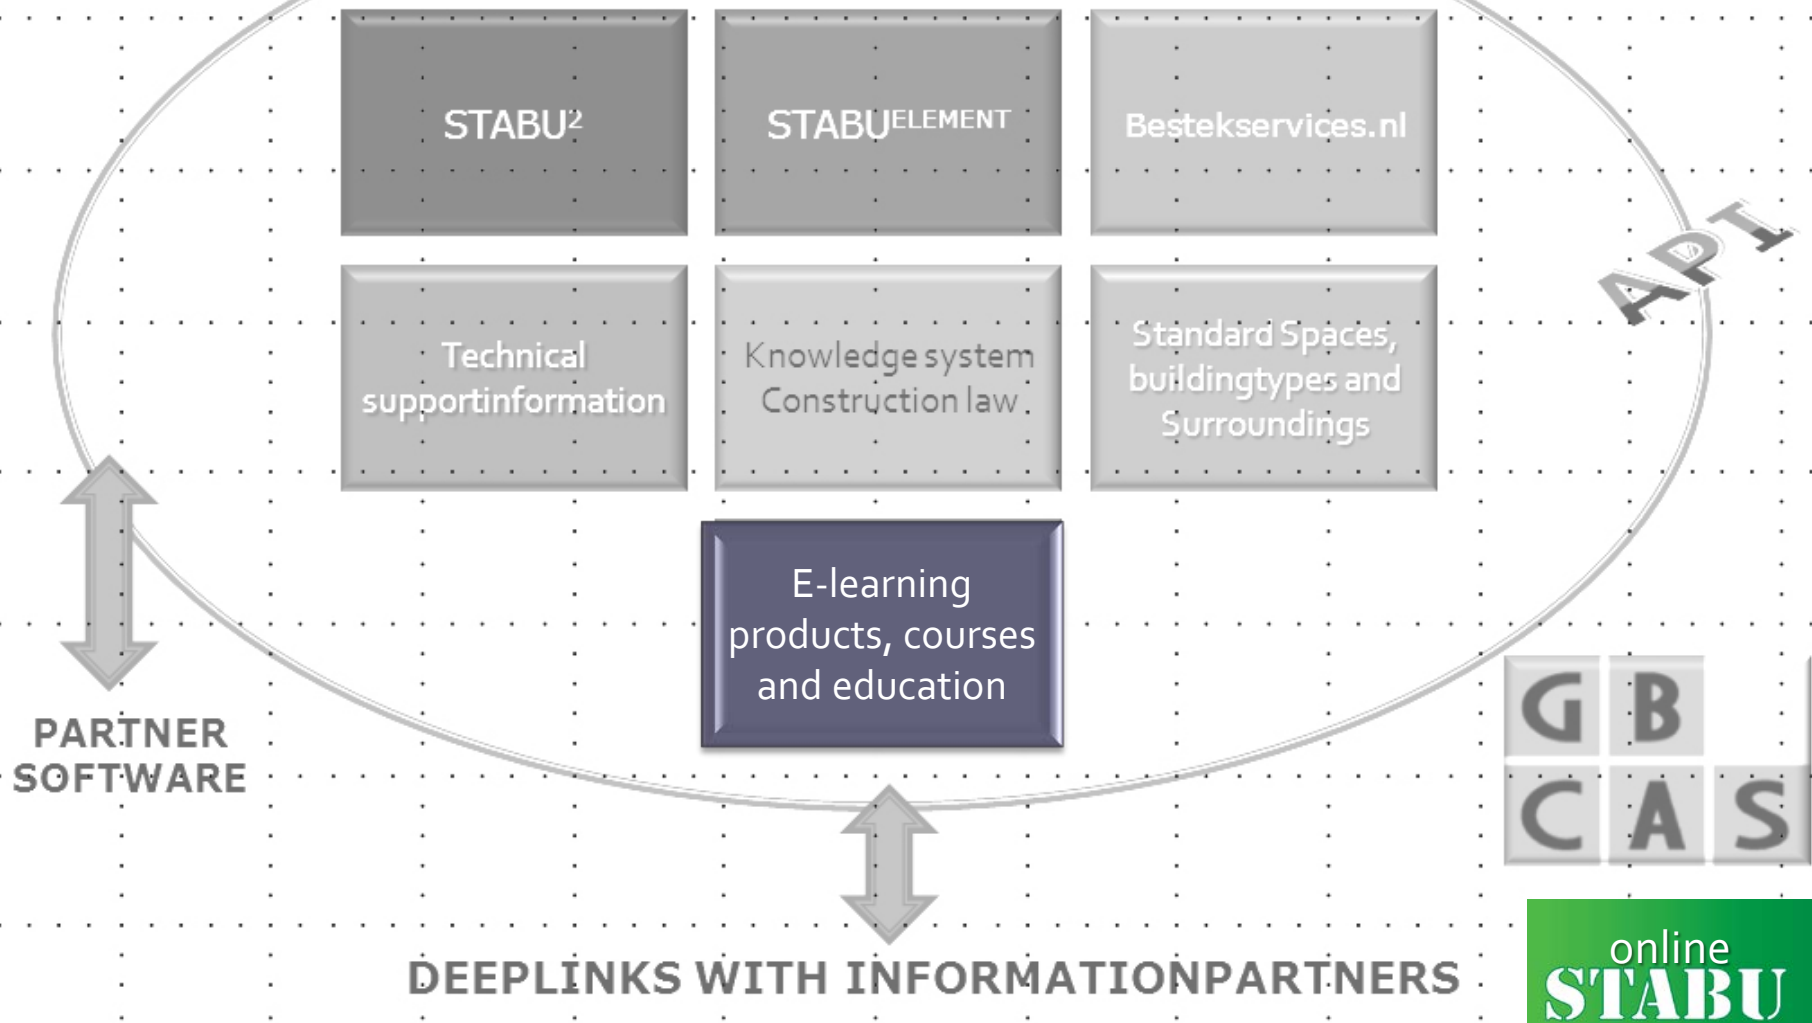 STABU²
STABUELEMENT
Bestekservices.nl
API
Technical
supportinformation
Knowledge system
Construction law
Standard Spaces,
buildingtypes and
Surroundings
E-learning
products, courses
and education
PARTNER
SOFTWARE
G B
C A S
DEEPLINKS WITH INFORMATIONPARTNERS
online
STABU